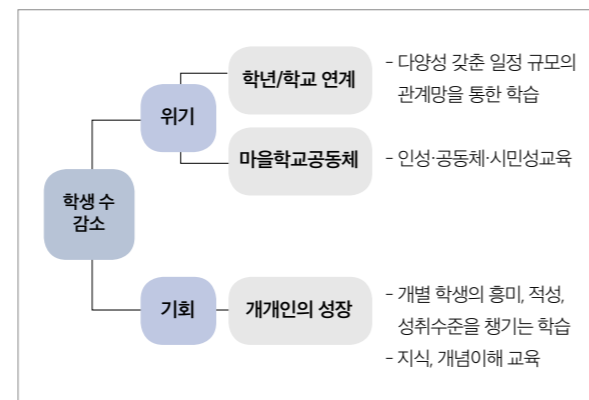 학년/학교 연계
- 다양성 갖춘 일정 규모의
관계망을 통한 학습
위기
마을학교공동체
- 인성·공동체·시민성교육
학생 수
감소
기회
개개인의 성장
- 개별 학생의 흥미, 적성,
성취수준을 챙기는 학습
- 지식, 개념이해 교육